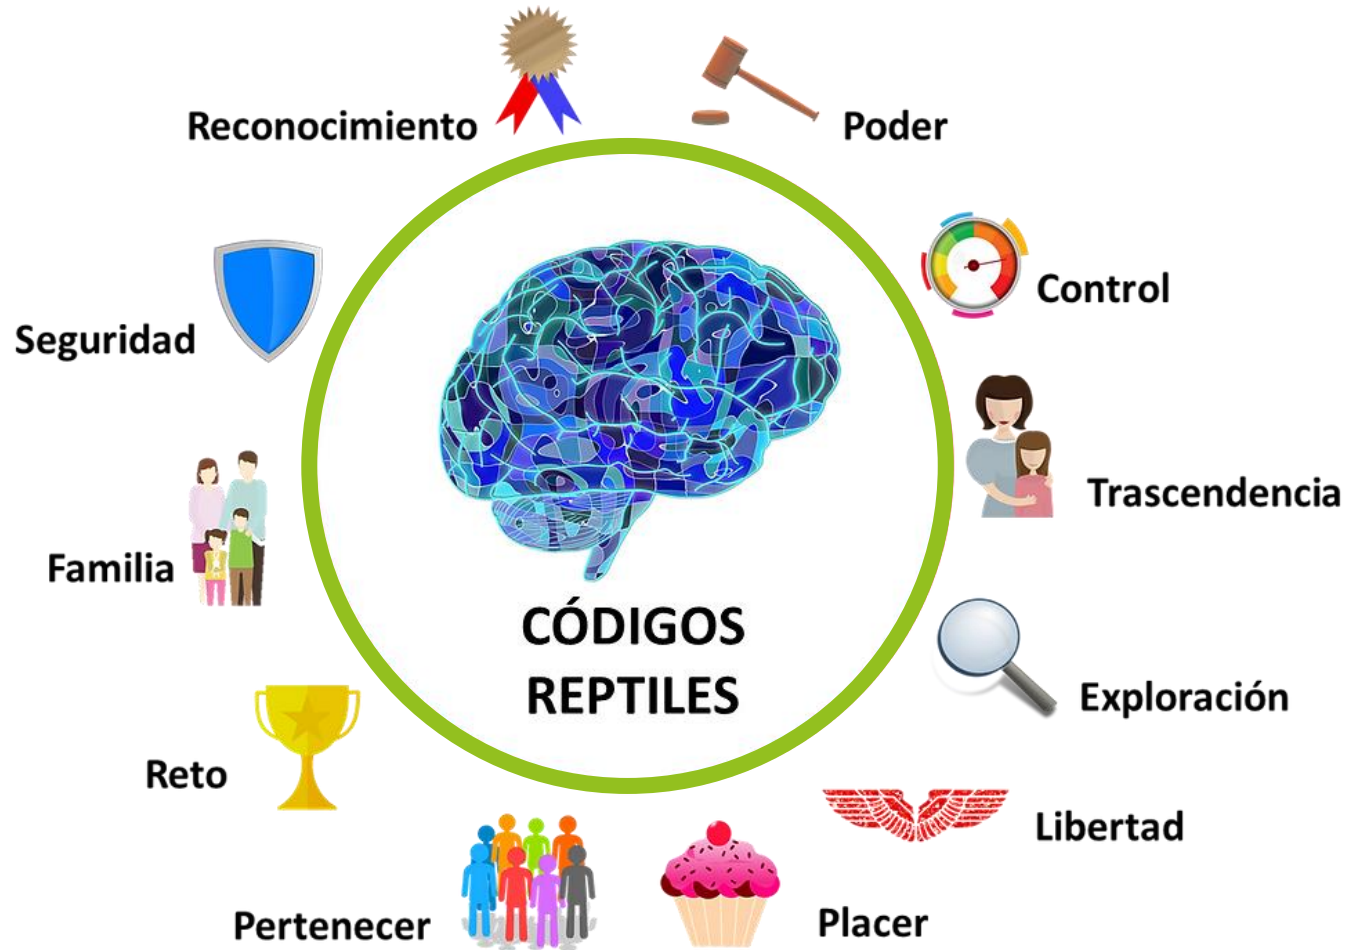 Reconocimiento
Poder
Control
Trascendencia
Exploración
Libertad
Placer
Pertenecer
Reto
Familia
Seguridad
CÓDIGOS
REPTILES